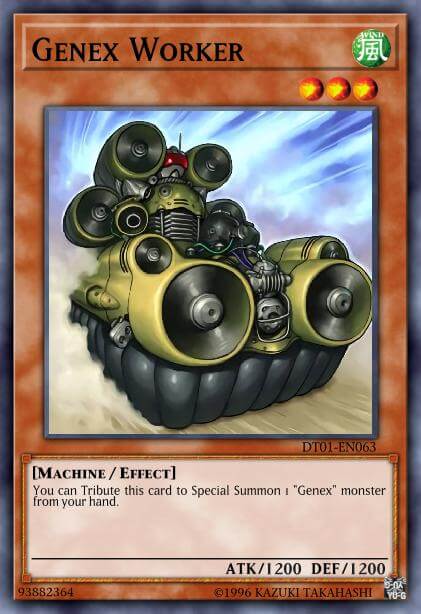 GENEX WORKER
WIND
風
DT01-EN063
[MACHINE / EFFECT]
You can Tribute this card to Special Summon 1 "Genex" monster
from your hand.
ATK/1200 DEF/1200
93882364
©1996 KAZUKI TAKAHASHI